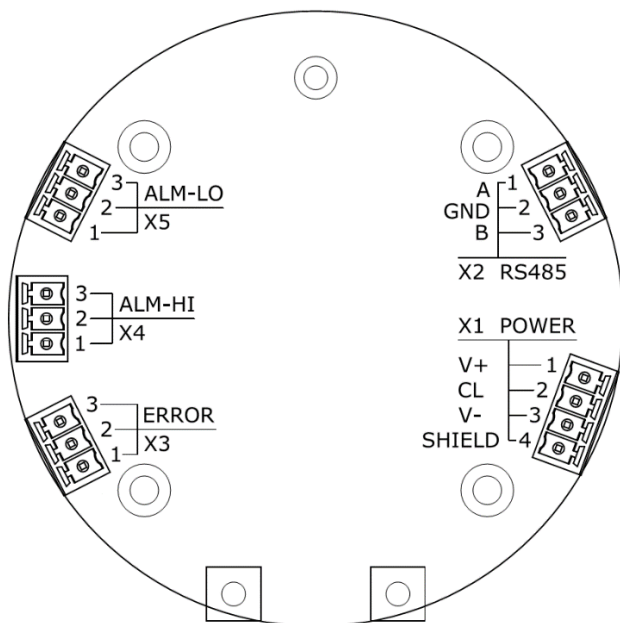 3
2 ALM-LO
1 X5
3
2 ALM-HI
1 X4
3
2 ERROR
1 X3
A 1
GND 2
B 3
X2 RS485
X1 POWER
V+ 1
CL 2
V- 3
SHIELD 4